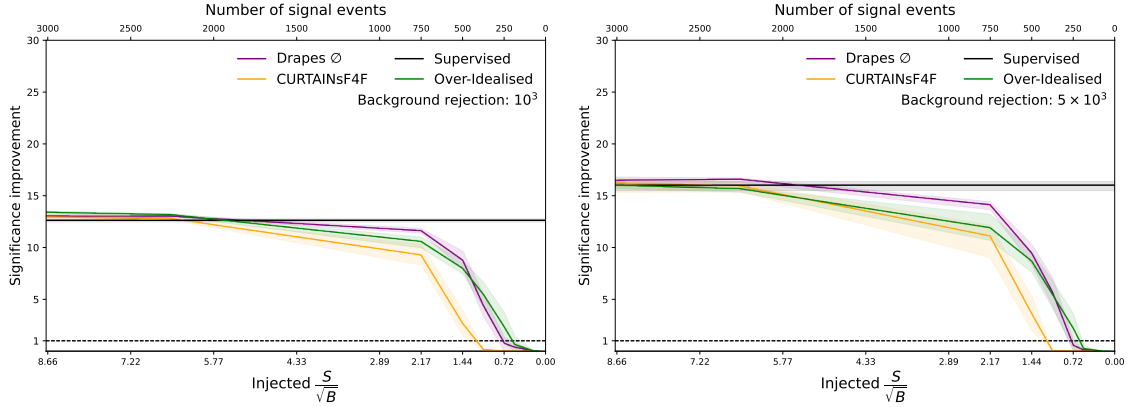 Number of signal events
3000 2500 2000 1500 1000 750 500 250 0
30
25
20
15
10
5
1
Significance improvement
Drapes ∅
CURTAINsF4F
Supervised
Over-Idealised
Background rejection: 10³
8.66 7.22 5.77 4.33 2.89 2.17 1.44 0.72 0.00
Injected S/√B
Number of signal events
3000 2500 2000 1500 1000 750 500 250 0
30
25
20
15
10
5
1
Significance improvement
Drapes ∅
CURTAINsF4F
Supervised
Over-Idealised
Background rejection: 5 × 10³
8.66 7.22 5.77 4.33 2.89 2.17 1.44 0.72 0.00
Injected S/√B